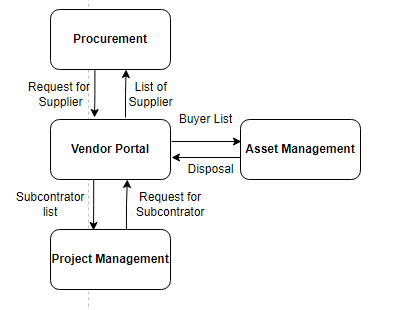 Procurement
Request for
Supplier
List of
Supplier
Buyer List
Vendor Portal
Asset Management
Disposal
Subcontrator
list
Request for
Subcontrator
Project Management